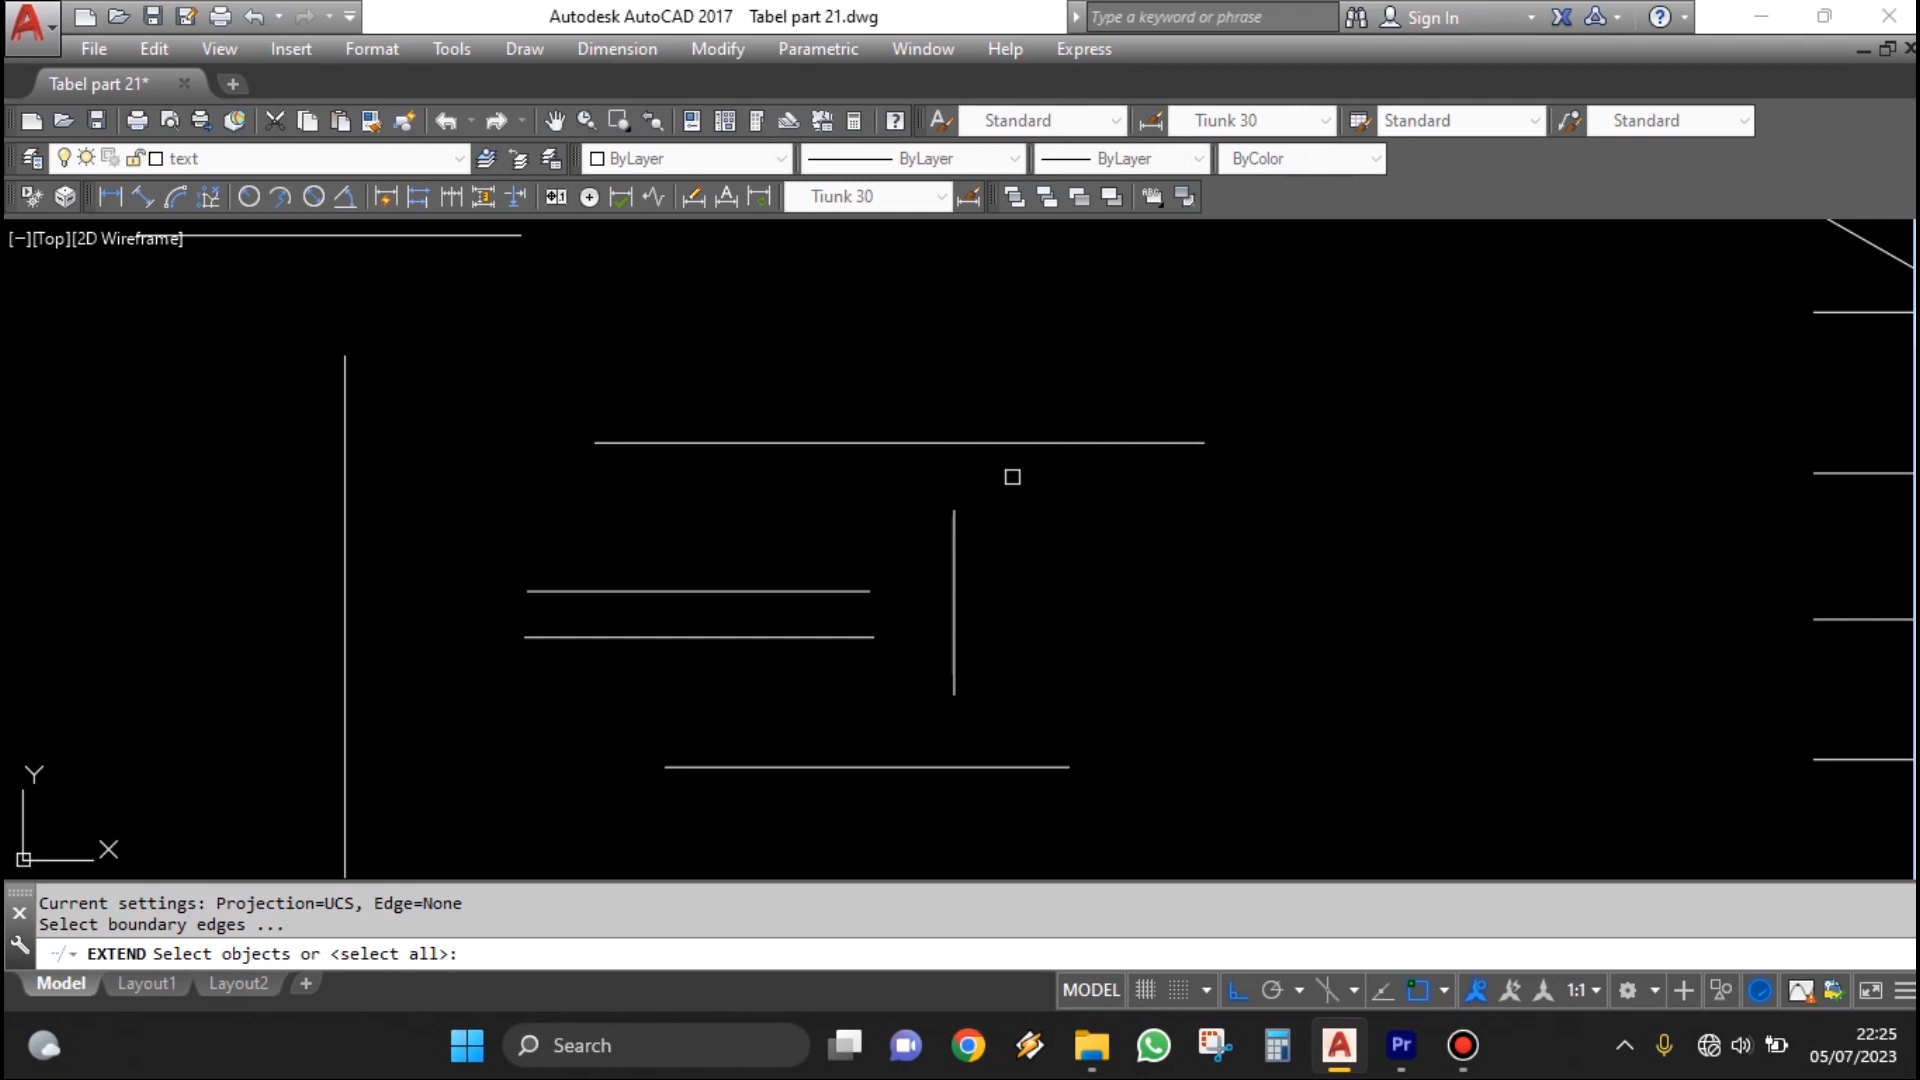 Autodesk AutoCAD 2017 Tabel part 21.dwg
Type a keyword or phrase
Sign In
File Edit View Insert Format Tools Draw Dimension Modify Parametric Window Help Express
Tabel part 21*
Standard Tiunk 30 Standard Standard
text ByLayer ByLayer ByLayer ByColor
Tiunk 30
[−][Top][2D Wireframe]
Y
X
Current settings: Projection=UCS, Edge=None
Select boundary edges ...
EXTEND Select objects or <select all>:
Model Layout1 Layout2
MODEL 1:1
Search
Pr
22:25
05/07/2023